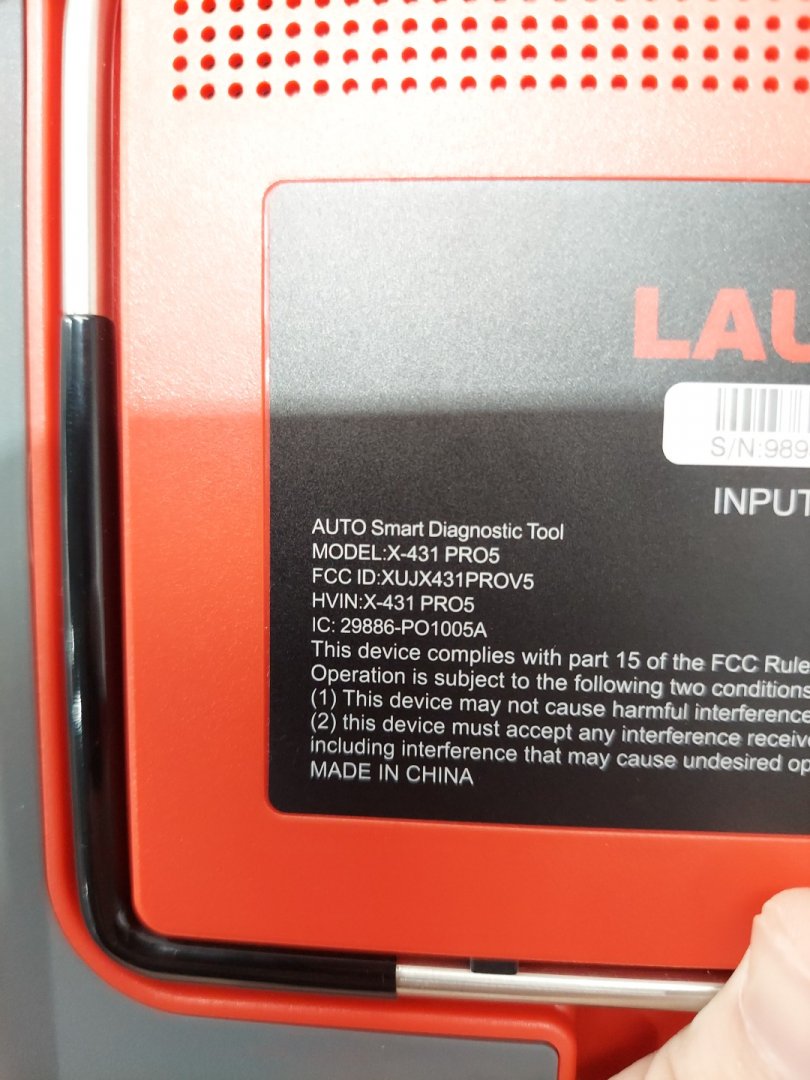 LAU
S/N:989
INPUT
AUTO Smart Diagnostic Tool
MODEL:X-431 PRO5
FCC ID:XUJX431PROV5
HVIN:X-431 PRO5
IC: 29886-PO1005A
This device complies with part 15 of the FCC Rule
Operation is subject to the following two conditions
(1) This device may not cause harmful interference
(2) this device must accept any interference receive
including interference that may cause undesired op
MADE IN CHINA